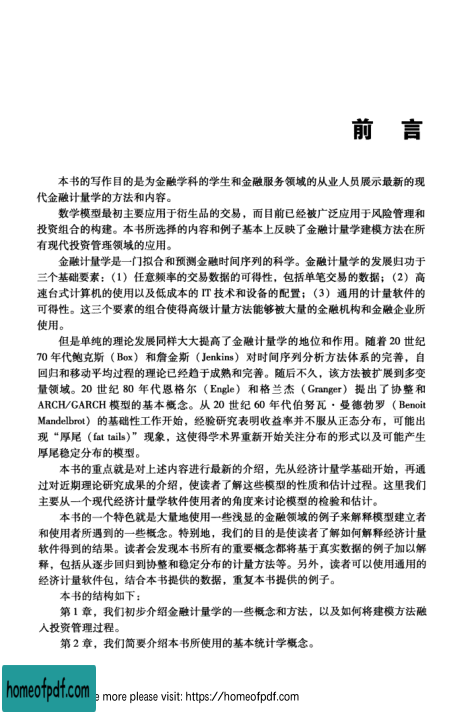 前 言
本书的写作目的是为金融学科的学生和金融服务领域的从业人员展示最新的现
代金融计量学的方法和内容。
数学模型最初主要应用于衍生品的交易，而目前已经被广泛应用于风险管理和
投资组合的构建。本书所选择的内容和例子基本上反映了金融计量学建模方法在所
有现代投资管理领域的应用。
金融计量学是一门拟合和预测金融时间序列的科学。金融计量学的发展归功于
三个基础要素：（1）任意频率的交易数据的可得性，包括单笔交易的数据；（2）高
速台式计算机的使用以及低成本的 IT 技术和设备的配置；（3）通用的计量软件的
可得性。这三个要素的组合使得高级计量方法能够被大量的金融机构和金融企业所
使用。
但是单纯的理论发展同样大大提高了金融计量学的地位和作用。随着 20 世纪
70 年代鲍克斯（Box）和詹金斯（Jenkins）对时间序列分析方法体系的完善，自
回归和移动平均过程的理论已经趋于成熟和完善。随后不久，该方法被扩展到多变
量领域。20 世纪 80 年代恩格尔（Engle）和格兰杰（Granger）提出了协整和
ARCH/GARCH 模型的基本概念。从 20 世纪 60 年代伯努瓦·曼德勃罗（Benoit
Mandelbrot）的基础性工作开始，经验研究表明收益率并不服从正态分布，可能出
现“厚尾（fat tails）”现象，这使得学术界重新开始关注分布的形式以及可能产生
厚尾稳定分布的模型。
本书的重点就是对上述内容进行最新的介绍，先从经济计量学基础开始，再通
过对近期理论研究成果的介绍，使读者了解这些模型的性质和估计过程。这里我们
主要从一个现代经济计量学软件使用者的角度来讨论模型的检验和估计。
本书的一个特色就是大量地使用一些浅显的金融领域的例子来解释模型建立者
和使用者所遇到的一些概念。特别地，我们的目的是使读者了解如何解释经济计量
软件得到的结果。读者会发现本书所有的重要概念都将基于真实数据的例子加以解
释，包括从逐步回归到协整和稳定分布的计量方法等。另外，读者可以使用通用的
经济计量软件包，结合本书提供的数据，重复本书提供的例子。
本书的结构如下：
第 1 章，我们初步介绍金融计量学的一些概念和方法，以及如何将建模方法融
入投资管理过程。
第 2 章，我们简要介绍本书所使用的基本统计学概念。
homeofpdf.com
e more please visit: https://homeofpdf.com